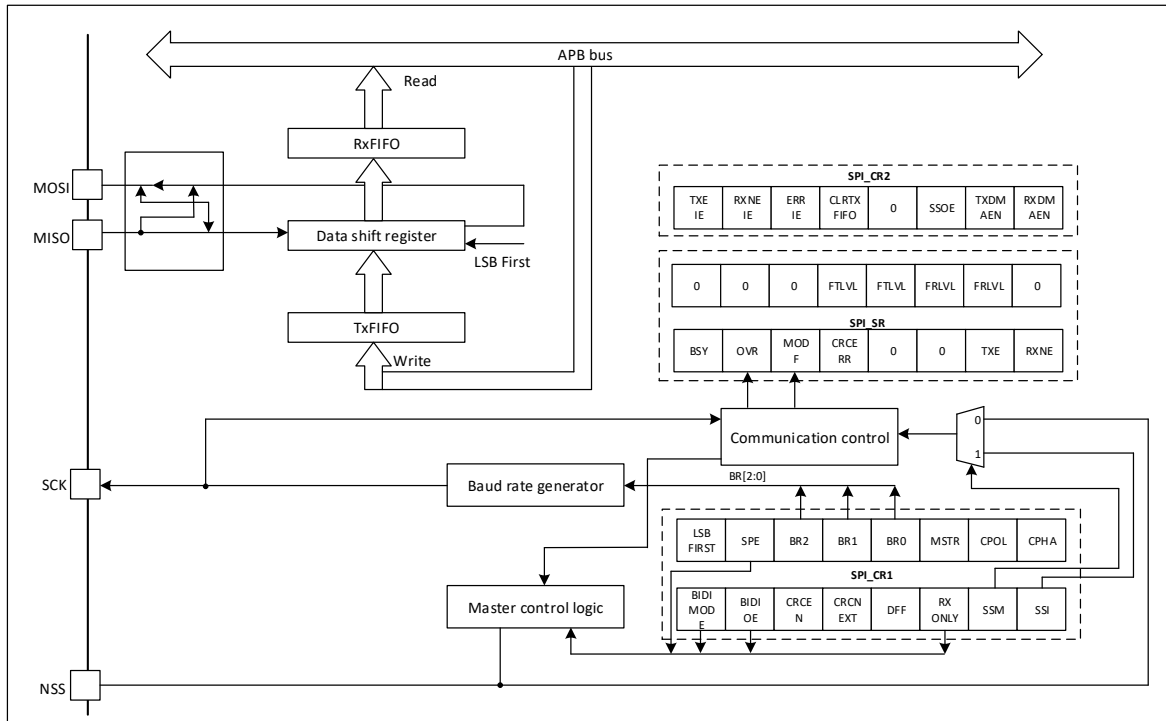 APB bus
Read
RxFIFO
MOSI
MISO
Data shift register
LSB First
TxFIFO
Write
SPI_CR2
TXE
IE
RXNE
IE
ERR
IE
CLRTX
FIFO
0
SSOE
TXDM
AEN
RXDM
AEN
0
0
0
FTLVL
FTLVL
FRLVL
FRLVL
0
SPI_SR
BSY
OVR
MOD
F
CRCE
RR
0
0
TXE
RXNE
Communication control
0
1
SCK
Baud rate generator
BR[2:0]
LSB
FIRST
SPE
BR2
BR1
BR0
MSTR
CPOL
CPHA
SPI_CR1
Master control logic
BIDI
MOD
E
BIDI
OE
CRCE
N
CRCN
EXT
DFF
RX
ONLY
SSM
SSI
NSS